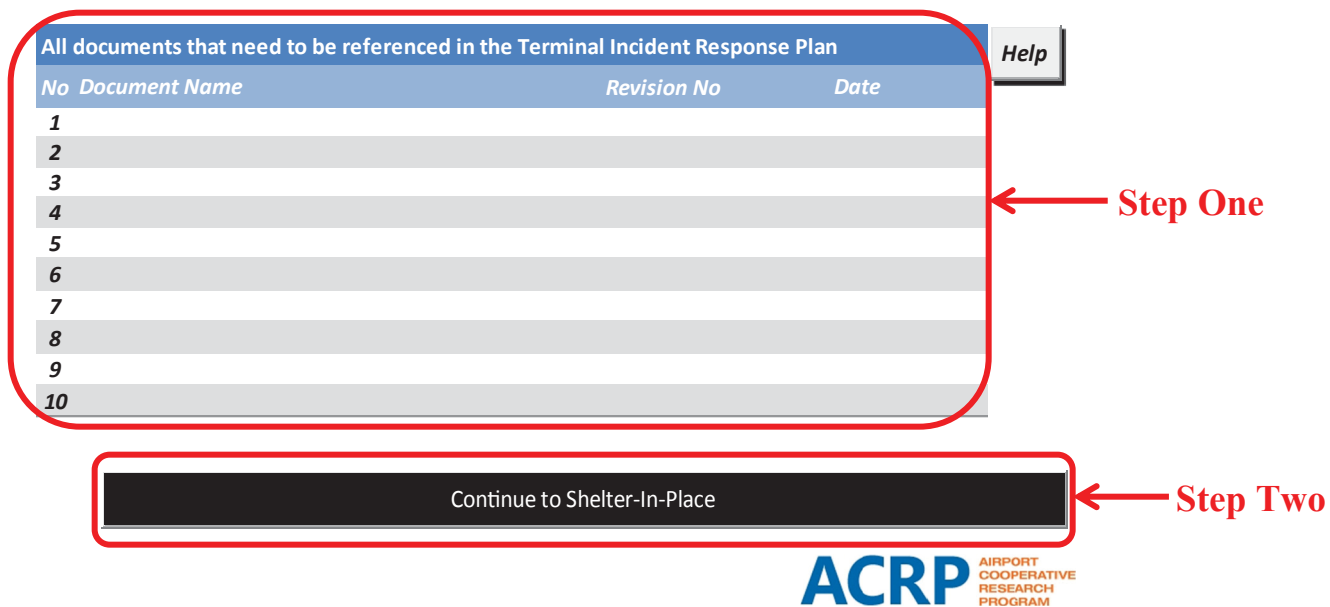 All documents that need to be referenced in the Terminal Incident Response Plan
Help
No Document Name Revision No Date
1
2
3
4
Step One
5
6
7
8
9
10
Continue to Shelter-In-Place
Step Two
ACRP
AIRPORT
COOPERATIVE
RESEARCH
PROGRAM